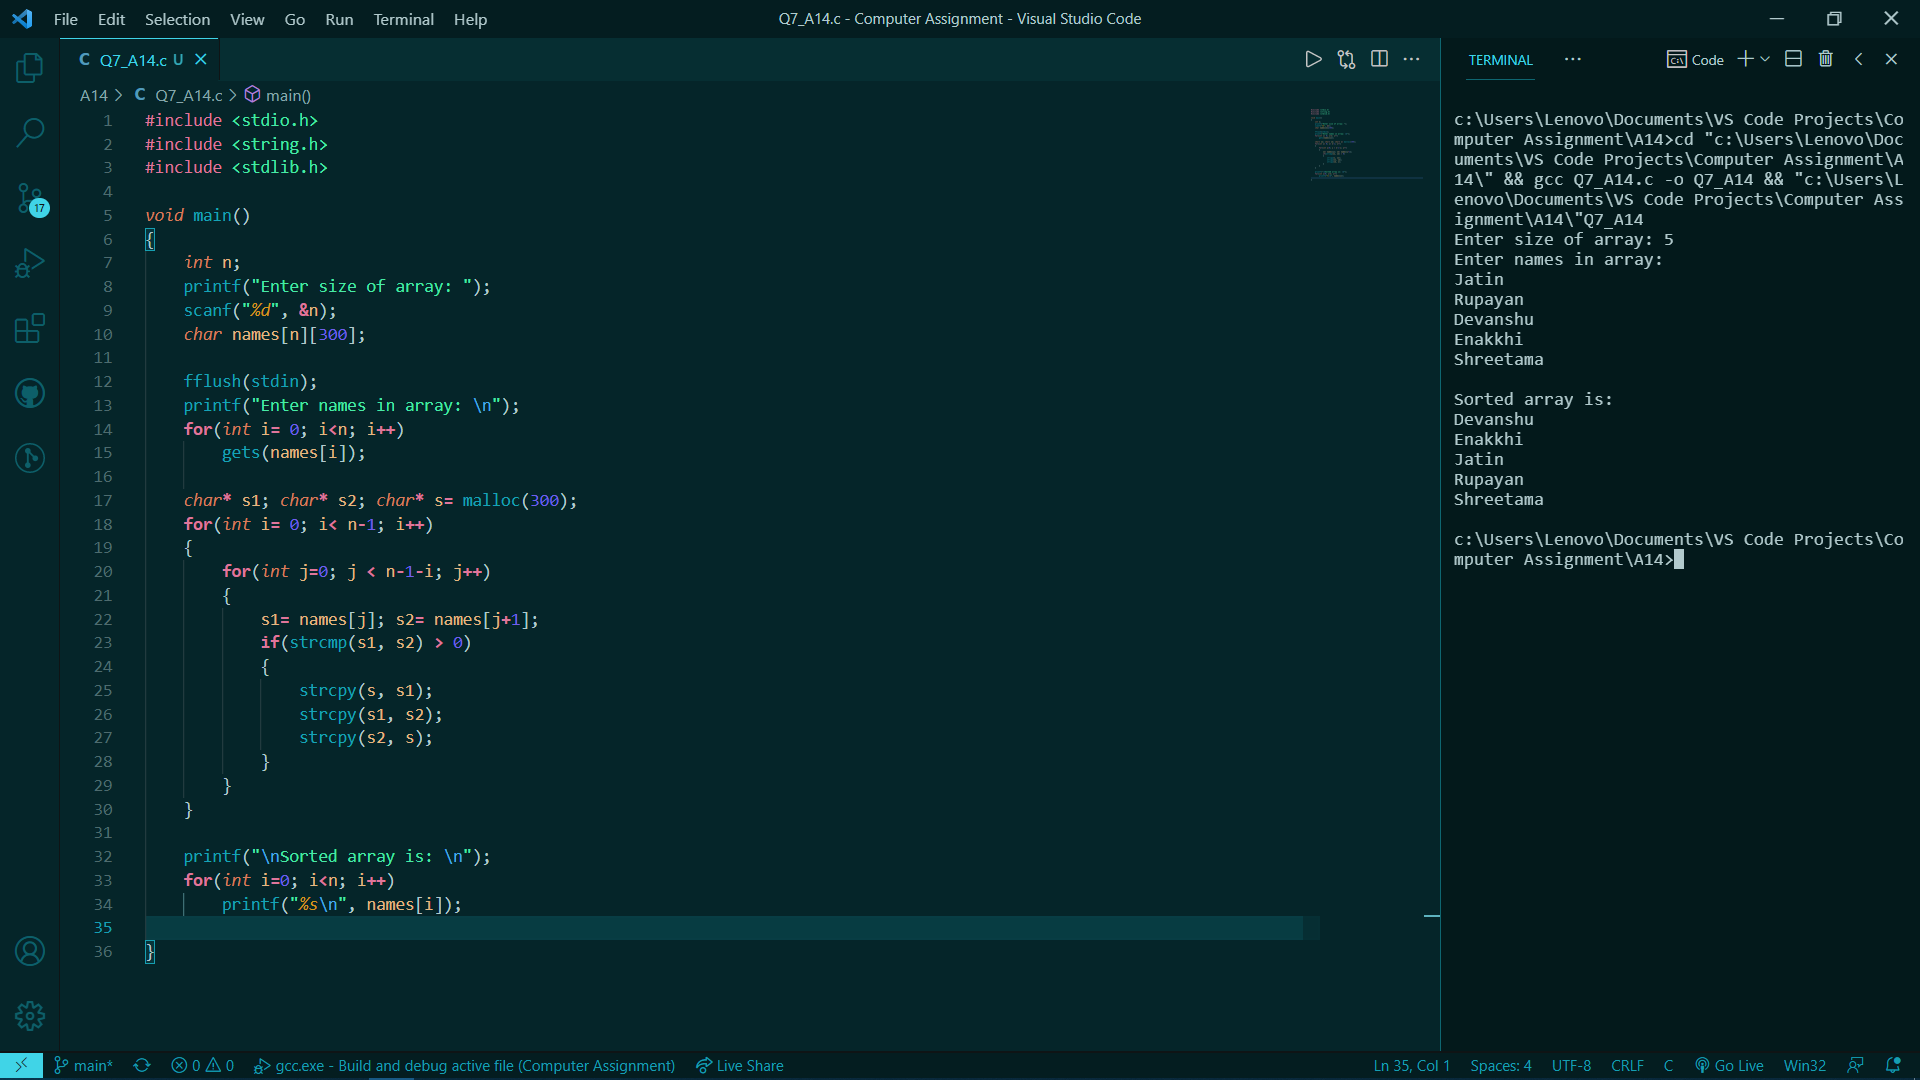 File Edit Selection View Go Run Terminal Help
Q7_A14.c - Computer Assignment - Visual Studio Code
C Q7_A14.c U
A14 > C Q7_A14.c > main()
1 #include <stdio.h>
2 #include <string.h>
3 #include <stdlib.h>
4
5 void main()
6 {
7 int n;
8 printf("Enter size of array: ");
9 scanf("%d", &n);
10 char names[n][300];
11
12 fflush(stdin);
13 printf("Enter names in array: \n");
14 for(int i= 0; i<n; i++)
15 gets(names[i]);
16
17 char* s1; char* s2; char* s= malloc(300);
18 for(int i= 0; i< n-1; i++)
19 {
20 for(int j=0; j < n-1-i; j++)
21 {
22 s1= names[j]; s2= names[j+1];
23 if(strcmp(s1, s2) > 0)
24 {
25 strcpy(s, s1);
26 strcpy(s1, s2);
27 strcpy(s2, s);
28 }
29 }
30 }
31
32 printf("\nSorted array is: \n");
33 for(int i=0; i<n; i++)
34 printf("%s\n", names[i]);
35
36 }
17
TERMINAL
Code
c:\Users\Lenovo\Documents\VS Code Projects\Co
mputer Assignment\A14>cd "c:\Users\Lenovo\Doc
uments\VS Code Projects\Computer Assignment\A
14\" && gcc Q7_A14.c -o Q7_A14 && "c:\Users\L
enovo\Documents\VS Code Projects\Computer Ass
ignment\A14\"Q7_A14
Enter size of array: 5
Enter names in array:
Jatin
Rupayan
Devanshu
Enakkhi
Shreetama
Sorted array is:
Devanshu
Enakkhi
Jatin
Rupayan
Shreetama
c:\Users\Lenovo\Documents\VS Code Projects\Co
mputer Assignment\A14>
main* 0 0 gcc.exe - Build and debug active file (Computer Assignment) Live Share
Ln 35, Col 1 Spaces: 4 UTF-8 CRLF C Go Live Win32